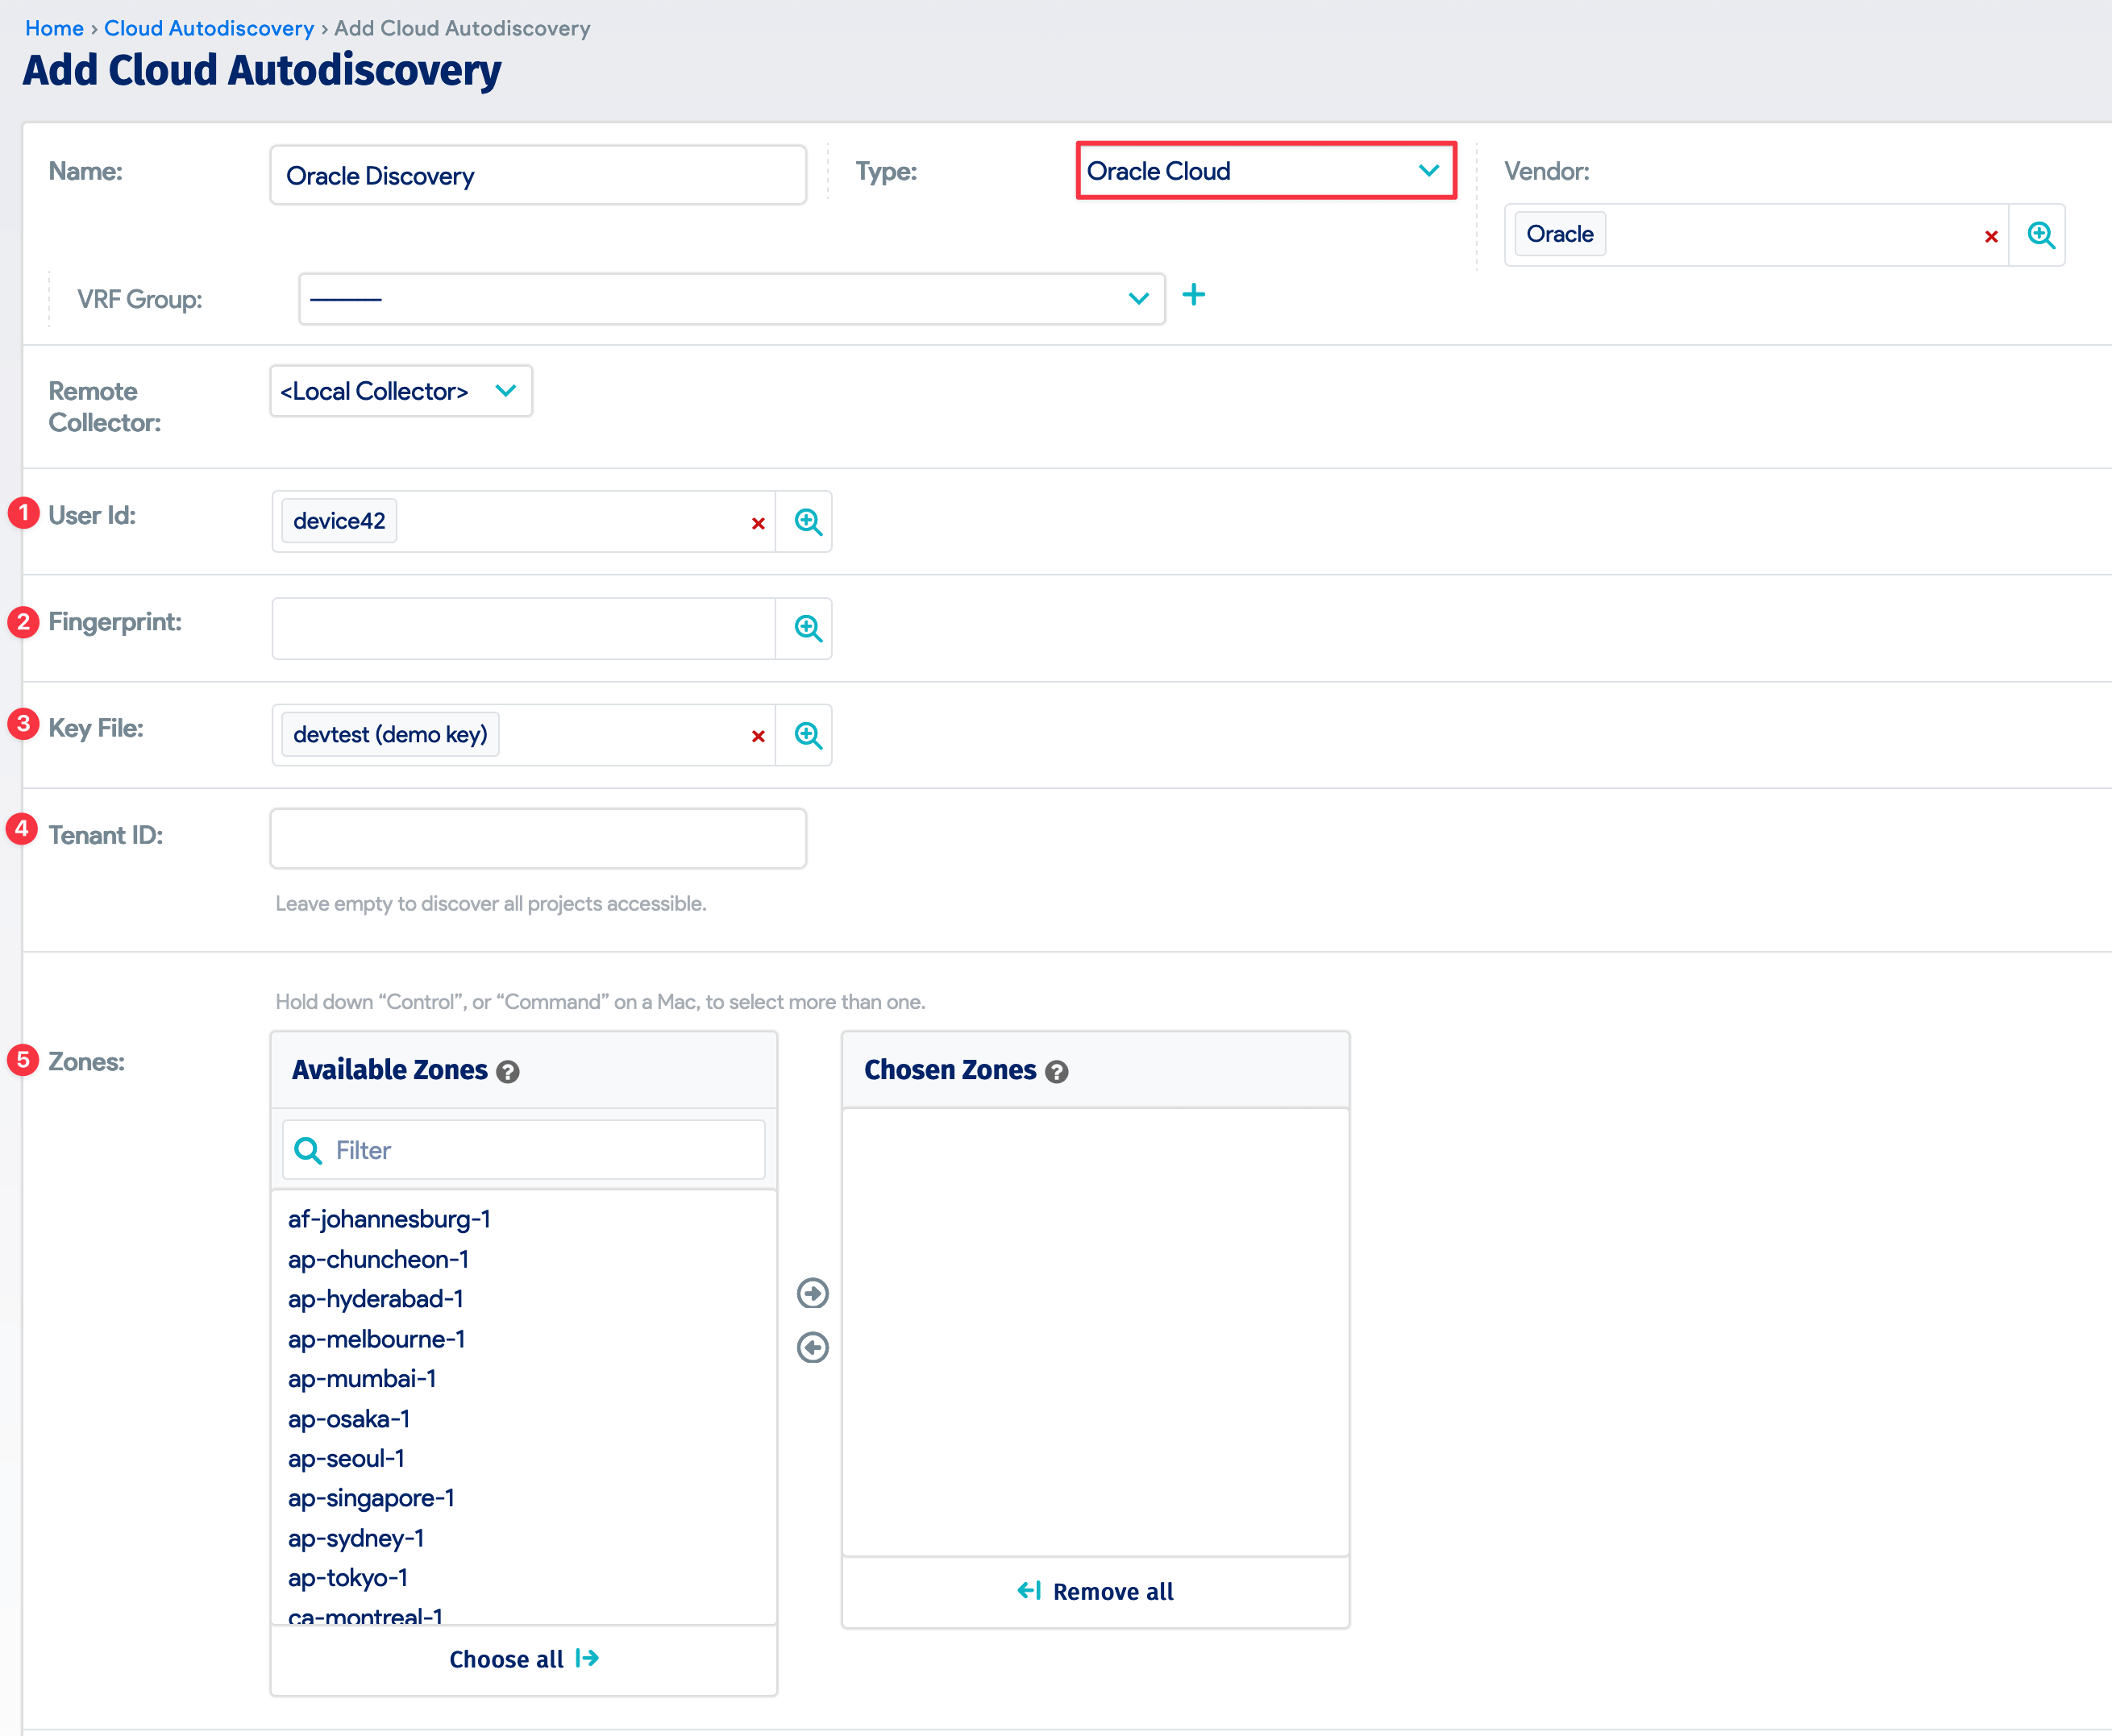 Home › Cloud Autodiscovery › Add Cloud Autodiscovery
Add Cloud Autodiscovery
Name:
Oracle Discovery
Type:
Oracle Cloud
Vendor:
Oracle
VRF Group:
Remote
Collector:
<Local Collector>
1 User Id:
device42
2 Fingerprint:
3 Key File:
devtest (demo key)
4 Tenant ID:
Leave empty to discover all projects accessible.
Hold down “Control”, or “Command” on a Mac, to select more than one.
5 Zones:
Available Zones ?
Filter
af-johannesburg-1
ap-chuncheon-1
ap-hyderabad-1
ap-melbourne-1
ap-mumbai-1
ap-osaka-1
ap-seoul-1
ap-singapore-1
ap-sydney-1
ap-tokyo-1
ca-montreal-1
Choose all
Chosen Zones ?
Remove all